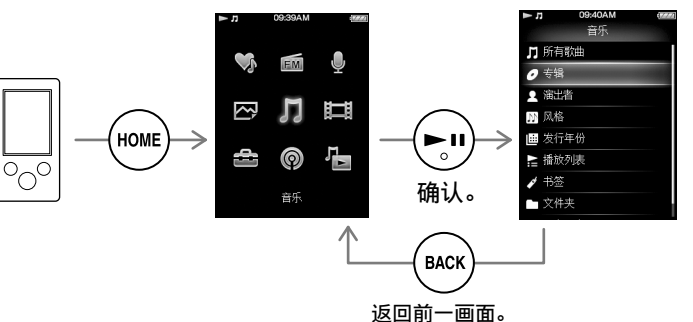 09:39AM
FM
音乐
HOME
确认。
09:40AM
音乐
所有歌曲
专辑
演出者
风格
发行年份
播放列表
书签
文件夹
BACK
返回前一画面。